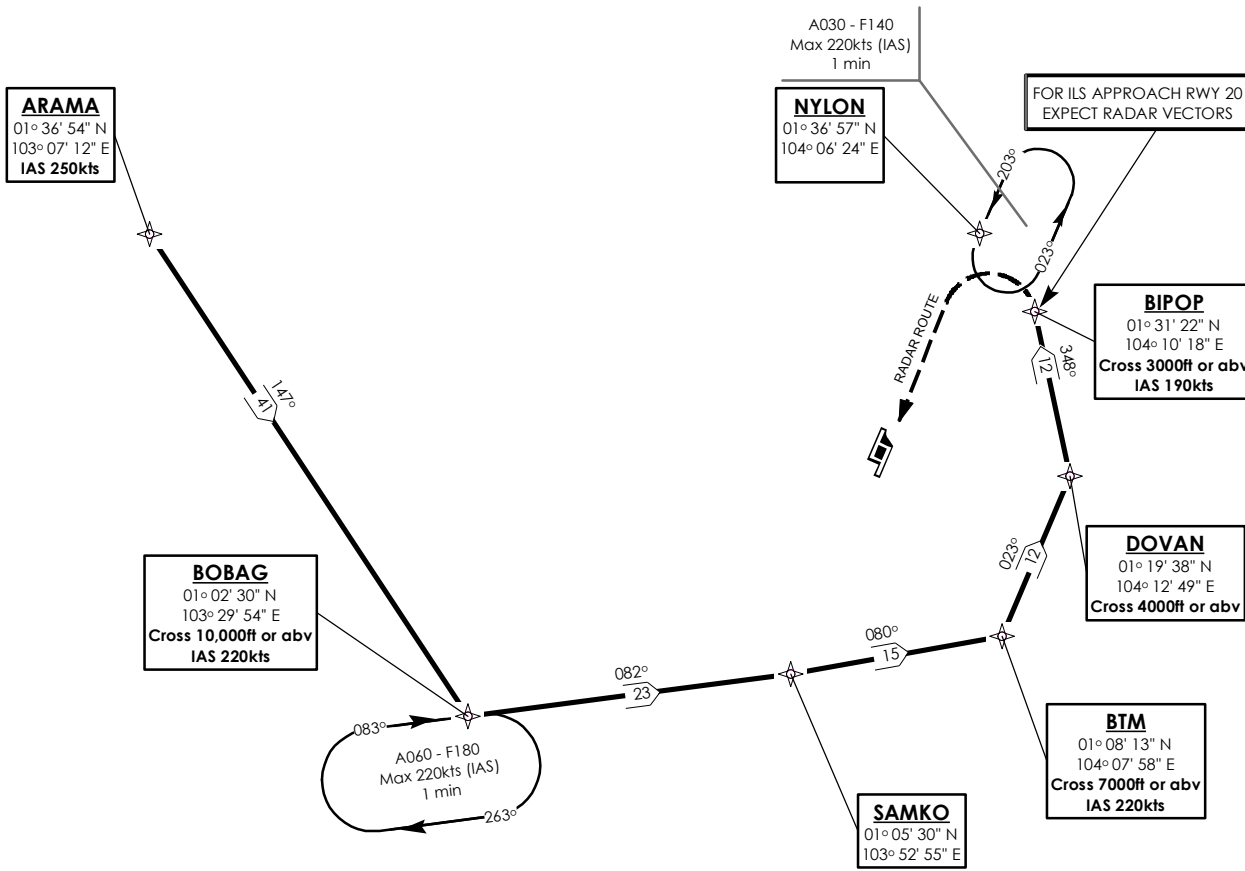 A030 - F140
Max 220kts (IAS)
1 min
ARAMA
01° 36' 54" N
103° 07' 12" E
IAS 250kts
NYLON
01° 36' 57" N
104° 06' 24" E
FOR ILS APPROACH RWY 20
EXPECT RADAR VECTORS
203°
023°
RADAR ROUTE
BIPOP
01° 31' 22" N
104° 10' 18" E
Cross 3000ft or abv
IAS 190kts
348°
12
147°
41
DOVAN
01° 19' 38" N
104° 12' 49" E
Cross 4000ft or abv
023°
12
BOBAG
01° 02' 30" N
103° 29' 54" E
Cross 10,000ft or abv
IAS 220kts
082°
23
080°
15
083°
A060 - F180
Max 220kts (IAS)
1 min
263°
BTM
01° 08' 13" N
104° 07' 58" E
Cross 7000ft or abv
IAS 220kts
SAMKO
01° 05' 30" N
103° 52' 55" E